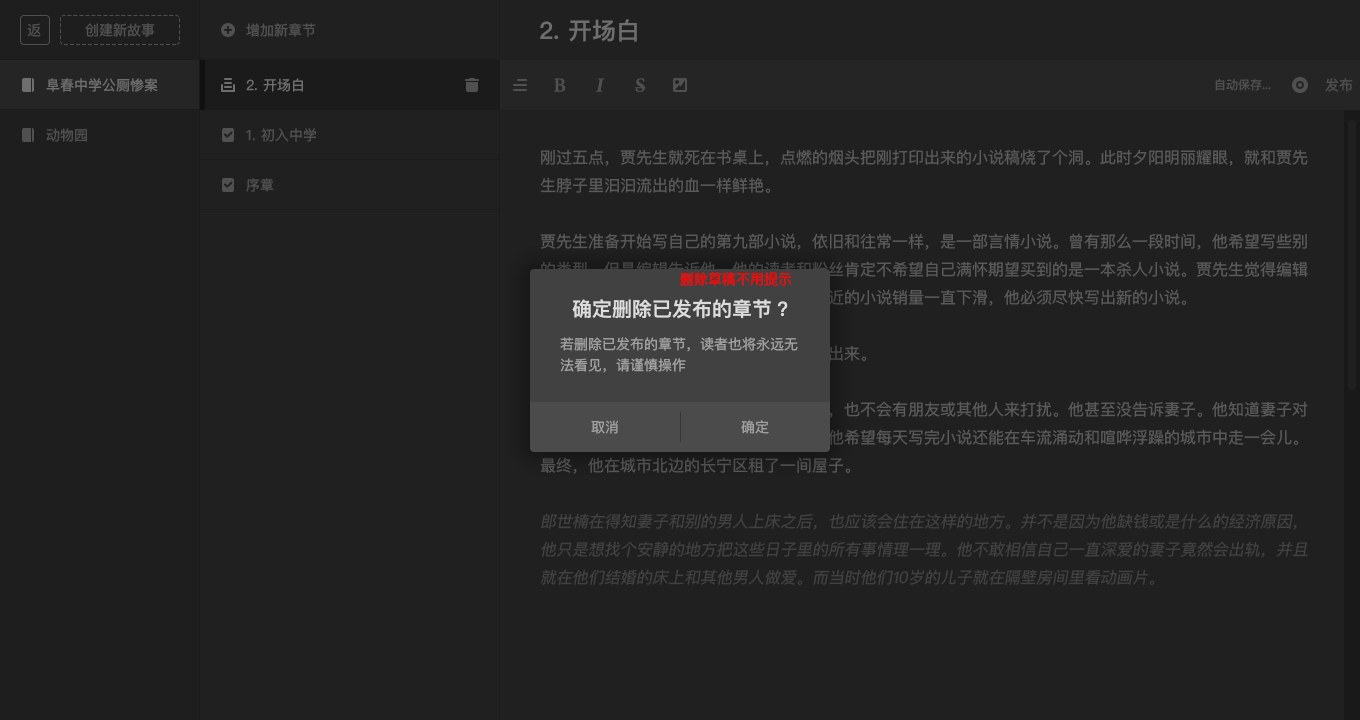 返
创建新故事
阜春中学公厕惨案
动物园
增加新章节
2. 开场白
1. 初入中学
序章
2. 开场白
B I S
自动保存...
发布
刚过五点，贾先生就死在书桌上，点燃的烟头把刚打印出来的小说稿烧了个洞。此时夕阳明丽耀眼，就和贾先
生脖子里汩汩流出的血一样鲜艳。
贾先生准备开始写自己的第九部小说，依旧和往常一样，是一部言情小说。曾有那么一段时间，他希望写些别
的类型，但是编辑告诉他，他的读者和粉丝肯定不希望自己满怀期望买到的是一本杀人小说。贾先生觉得编辑
近的小说销量一直下滑，他必须尽快写出新的小说。
出来。
，也不会有朋友或其他人来打扰。他甚至没告诉妻子。他知道妻子对
他希望每天写完小说还能在车流涌动和喧哗浮躁的城市中走一会儿。
最终，他在城市北边的长宁区租了一间屋子。
郎世楠在得知妻子和别的男人上床之后，也应该会住在这样的地方。并不是因为他缺钱或是什么的经济原因，
他只是想找个安静的地方把这些日子里的所有事情理一理。他不敢相信自己一直深爱的妻子竟然会出轨，并且
就在他们结婚的床上和其他男人做爱。而当时他们10岁的儿子就在隔壁房间里看动画片。
删除草稿不用提示
确定删除已发布的章节？
若删除已发布的章节，读者也将永远无
法看见，请谨慎操作
取消
确定